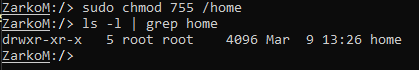 ZarkoM:/> sudo chmod 755 /home
ZarkoM:/> ls -l | grep home
drwxr-xr-x   5 root root    4096 Mar  9 13:26 home
ZarkoM:/>